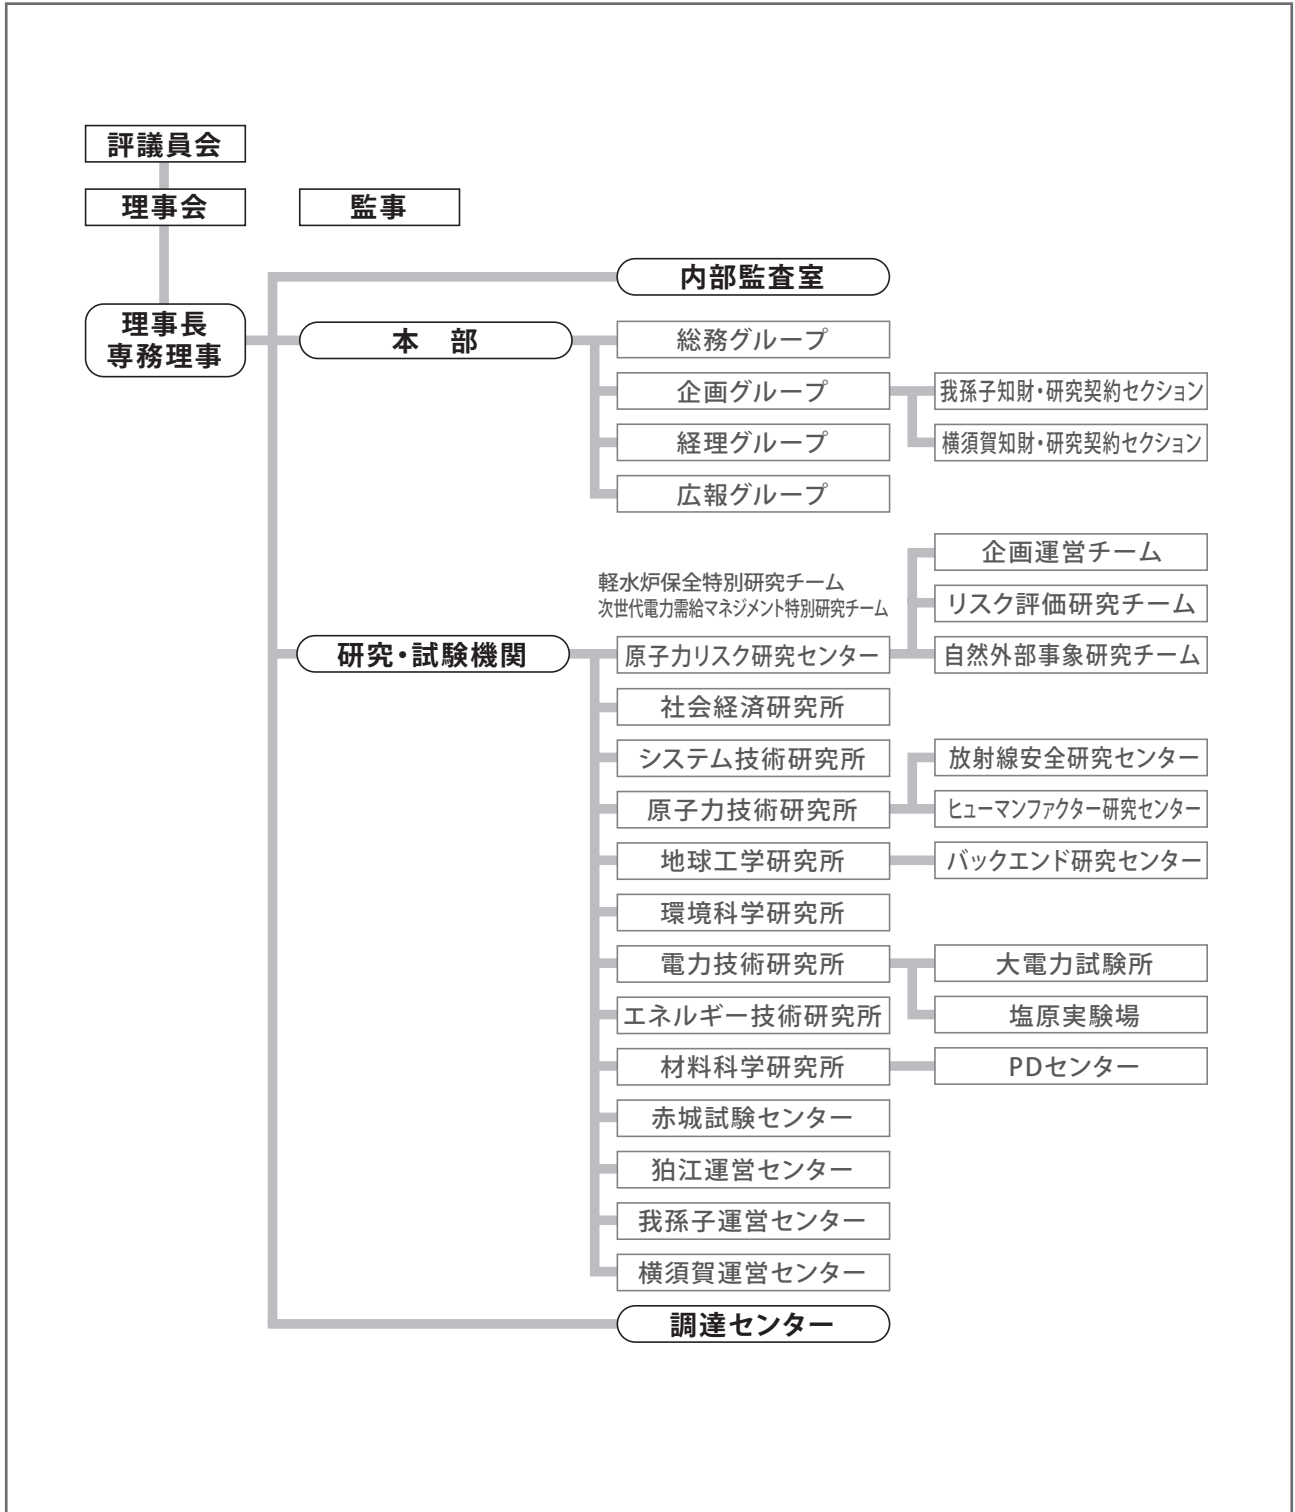 評議員会
理事会
監事
理事長
専務理事
内部監査室
本　部
総務グループ
企画グループ
我孫子知財・研究契約セクション
経理グループ
横須賀知財・研究契約セクション
広報グループ
企画運営チーム
軽水炉保全特別研究チーム
次世代電力需給マネジメント特別研究チーム
リスク評価研究チーム
研究・試験機関
原子力リスク研究センター
自然外部事象研究チーム
社会経済研究所
システム技術研究所
放射線安全研究センター
原子力技術研究所
ヒューマンファクター研究センター
地球工学研究所
バックエンド研究センター
環境科学研究所
電力技術研究所
大電力試験所
エネルギー技術研究所
塩原実験場
材料科学研究所
PDセンター
赤城試験センター
狛江運営センター
我孫子運営センター
横須賀運営センター
調達センター